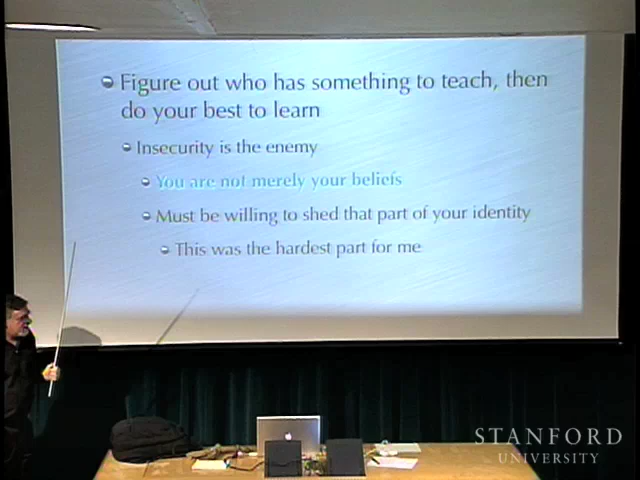 Figure out who has something to teach, then
do your best to learn
Insecurity is the enemy
You are not merely your beliefs
Must be willing to shed that part of your identity
This was the hardest part for me
STANFORD
UNIVERSITY